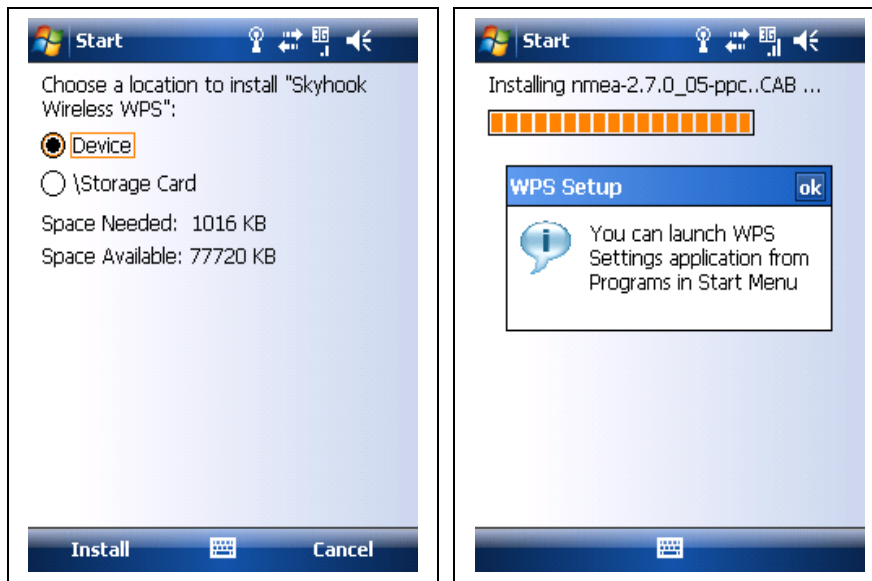 Start
3G
Choose a location to install "Skyhook
Wireless WPS":
Device
\Storage Card
Space Needed: 1016 KB
Space Available: 77720 KB
Install
Cancel
Start
3G
Installing nmea-2.7.0_05-ppc..CAB ...
WPS Setup
ok
You can launch WPS
Settings application from
Programs in Start Menu